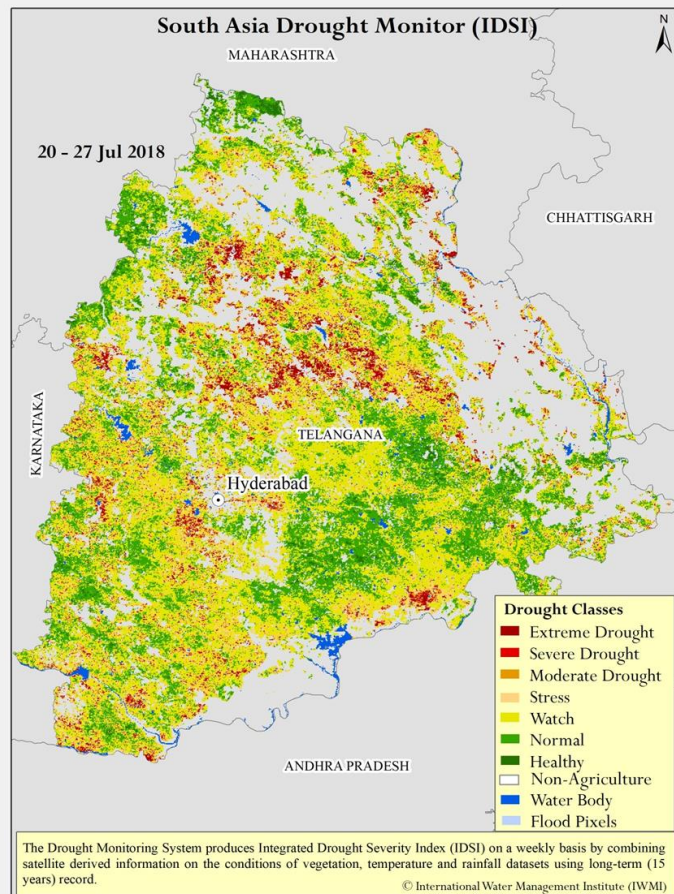 South Asia Drought Monitor (IDSI)
N
MAHARASHTRA
20 - 27 Jul 2018
CHHATTISGARH
KARNATAKA
TELANGANA
Hyderabad
ANDHRA PRADESH
Drought Classes
Extreme Drought
Severe Drought
Moderate Drought
Stress
Watch
Normal
Healthy
Non-Agriculture
Water Body
Flood Pixels
The Drought Monitoring System produces Integrated Drought Severity Index (IDSI) on a weekly basis by combining
satellite derived information on the conditions of vegetation, temperature and rainfall datasets using long-term (15
years) record.
© International Water Management Institute (IWMI)